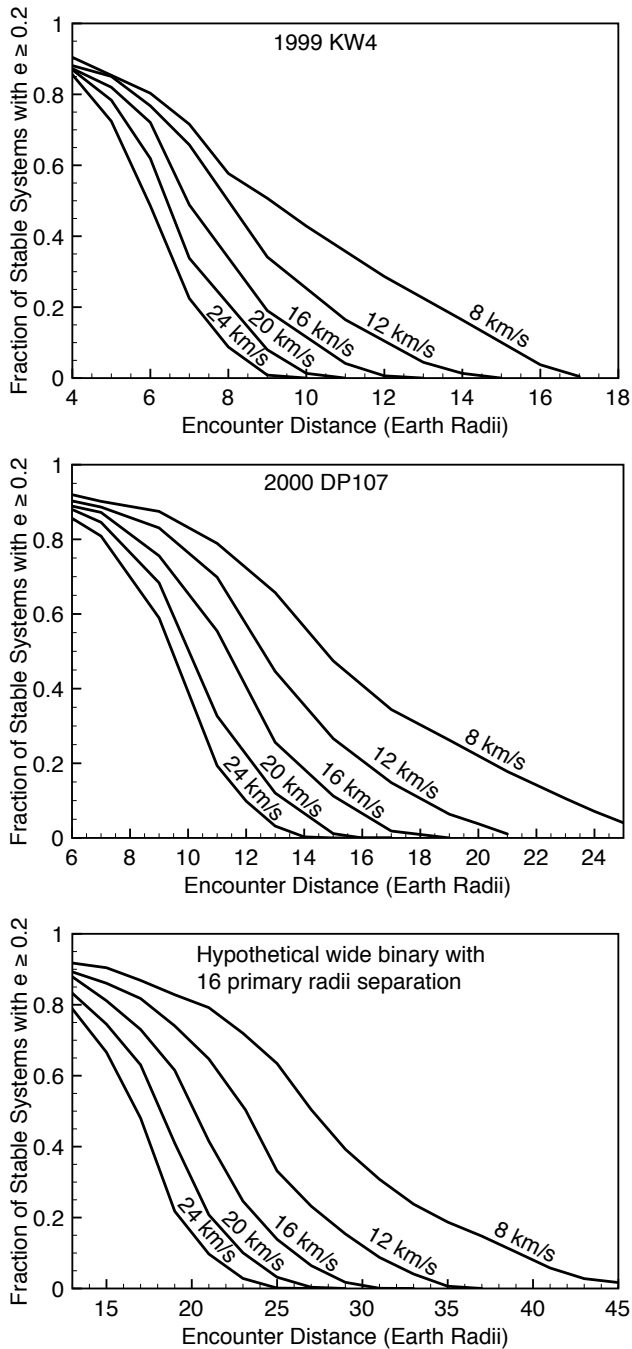 1999 KW4
Fraction of Stable Systems with e ≥ 0.2
1
0.8
0.6
0.4
0.2
0
24 km/s
20 km/s
16 km/s
12 km/s
8 km/s
4 6 8 10 12 14 16 18
Encounter Distance (Earth Radii)
2000 DP107
Fraction of Stable Systems with e ≥ 0.2
1
0.8
0.6
0.4
0.2
0
24 km/s
20 km/s
16 km/s
12 km/s
8 km/s
6 8 10 12 14 16 18 20 22 24
Encounter Distance (Earth Radii)
Hypothetical wide binary with
16 primary radii separation
Fraction of Stable Systems with e ≥ 0.2
1
0.8
0.6
0.4
0.2
0
24 km/s
20 km/s
16 km/s
12 km/s
8 km/s
15 20 25 30 35 40 45
Encounter Distance (Earth Radii)